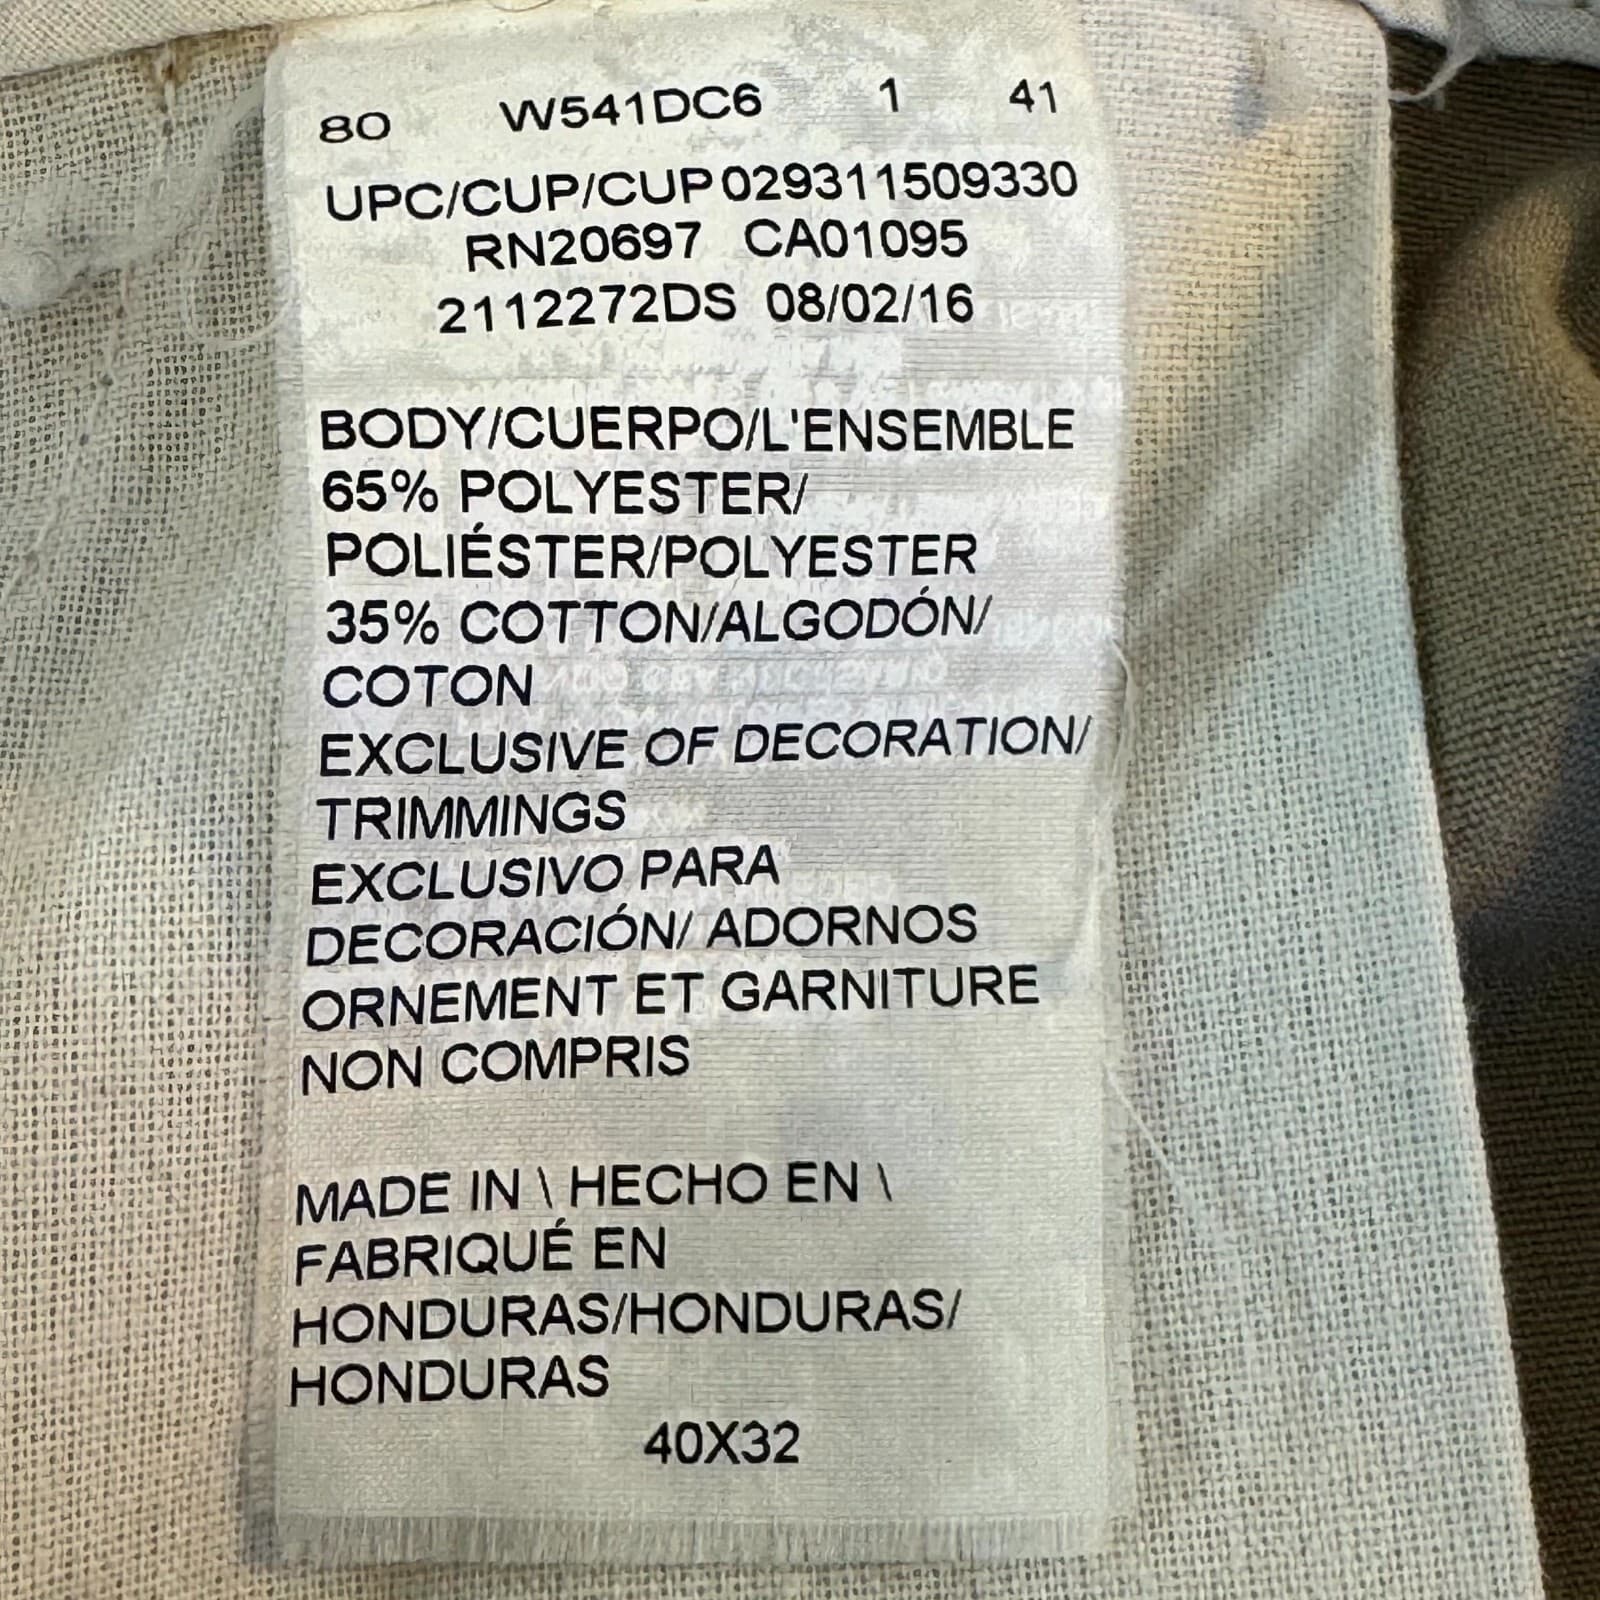 80 W541DC6 1 41
UPC/CUP/CUP 029311509330
RN20697 CA01095
2112272DS 08/02/16
BODY/CUERPO/L'ENSEMBLE
65% POLYESTER/
POLIÉSTER/POLYESTER
35% COTTON/ALGODÓN/
COTON
EXCLUSIVE OF DECORATION/
TRIMMINGS
EXCLUSIVO PARA
DECORACIÓN/ ADORNOS
ORNEMENT ET GARNITURE
NON COMPRIS
MADE IN \ HECHO EN \
FABRIQUÉ EN
HONDURAS/HONDURAS/
HONDURAS
40X32